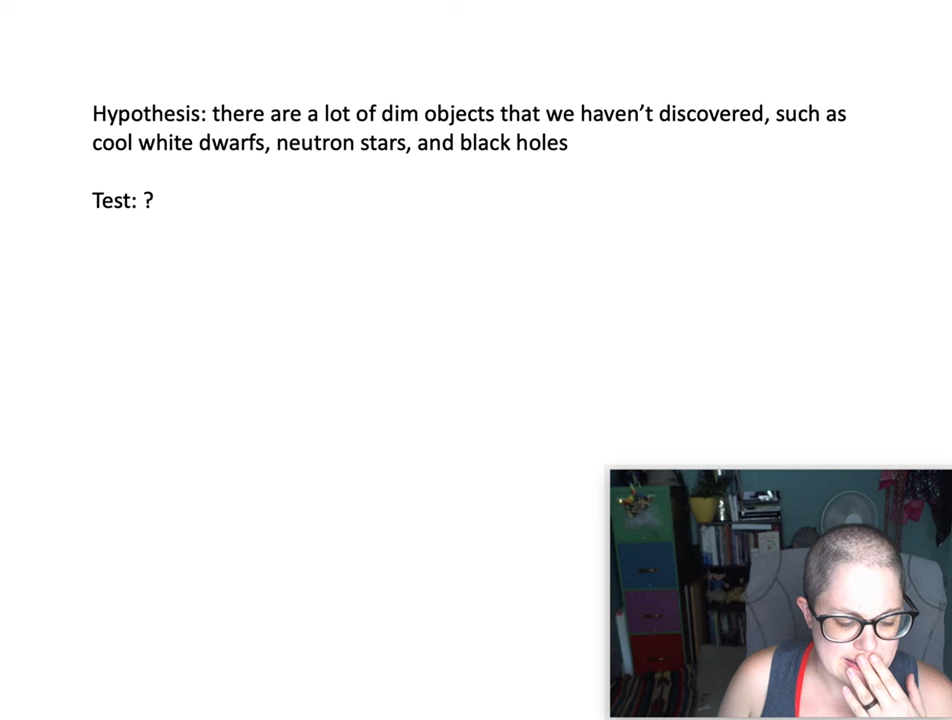 Hypothesis: there are a lot of dim objects that we haven’t discovered, such as
cool white dwarfs, neutron stars, and black holes
Test: ?